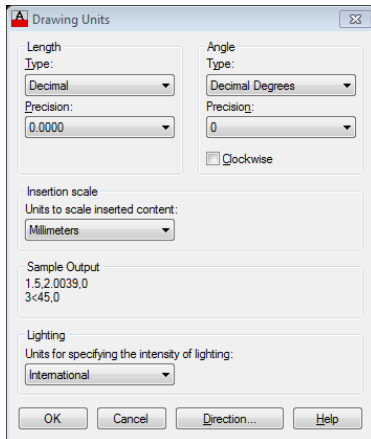 Drawing Units
Length
Type:
Decimal
Precision:
0.0000
Angle
Type:
Decimal Degrees
Precision:
0
Clockwise
Insertion scale
Units to scale inserted content:
Millimeters
Sample Output
1.5,2.0039,0
3<45,0
Lighting
Units for specifying the intensity of lighting:
International
OK Cancel Direction... Help